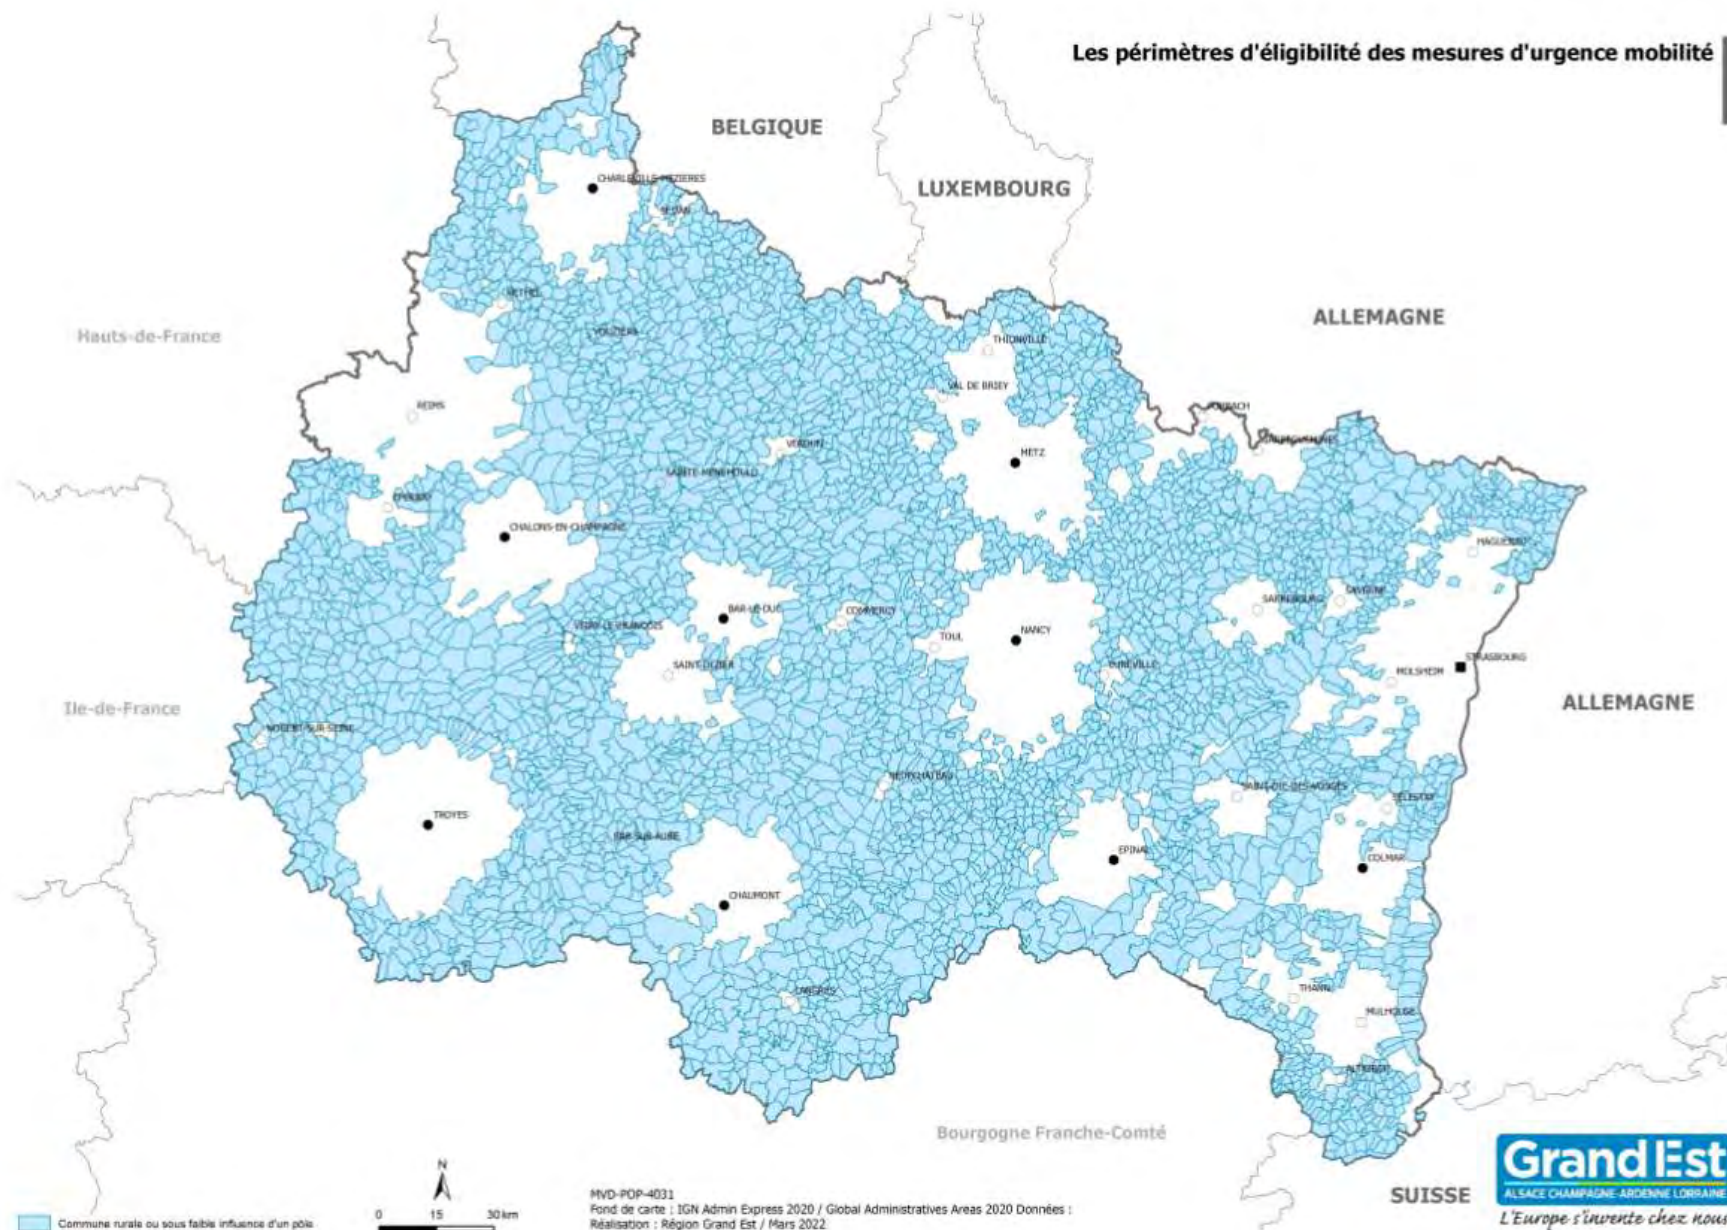 Les périmètres d'éligibilité des mesures d'urgence mobilité
BELGIQUE
LUXEMBOURG
CHARLEVILLE-MEZIERES
SEDAN
RETHEL
Hauts-de-France
VOUZIERS
ALLEMAGNE
THIONVILLE
VAL DE BRIEY
REIMS
FORBACH
SARREGUEMINES
VERDUN
METZ
SAINTE-MENEHOULD
EPERNAY
CHALONS-EN-CHAMPAGNE
HAGUENAU
BAR-LE-DUC
COMMERCY
SARREBOURG
SAVERNE
VITRY-LE-FRANCOIS
TOUL
NANCY
SAINT-DIZIER
LUNEVILLE
MOLSHEIM
STRASBOURG
Ile-de-France
ALLEMAGNE
NOGENT-SUR-SEINE
NEUFCHATEAU
SAINT-DIE-DES-VOSGES
SELESTAT
TROYES
BAR-SUR-AUBE
EPINAL
COLMAR
CHAUMONT
LANGRES
THANN
MULHOUSE
ALTKIRCH
Bourgogne Franche-Comté
SUISSE
Grand Est
ALSACE CHAMPAGNE-ARDENNE LORRAINE
L'Europe s'invente chez nous
N
0 15 30 km
MVD-POP-4031
Fond de carte : IGN Admin Express 2020 / Global Administratives Areas 2020 Données :
Réalisation : Région Grand Est / Mars 2022
Commune rurale ou sous faible influence d'un pôle